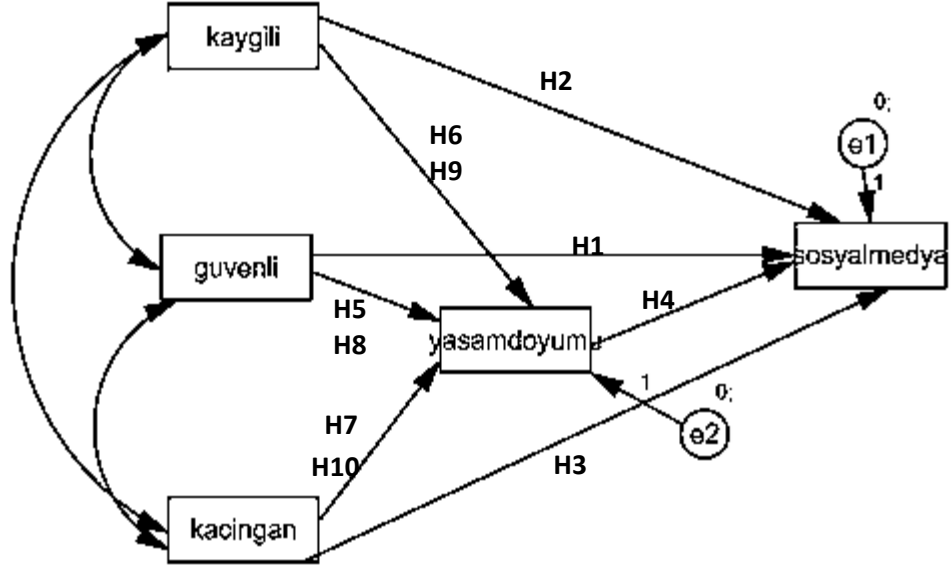 kaygili
H2
0;
e1
1
H6
H9
guvenli
H1
sosyalmedya
H5
H8
H4
yasamdoyumu
1
0;
e2
H7
H10
H3
kacingan